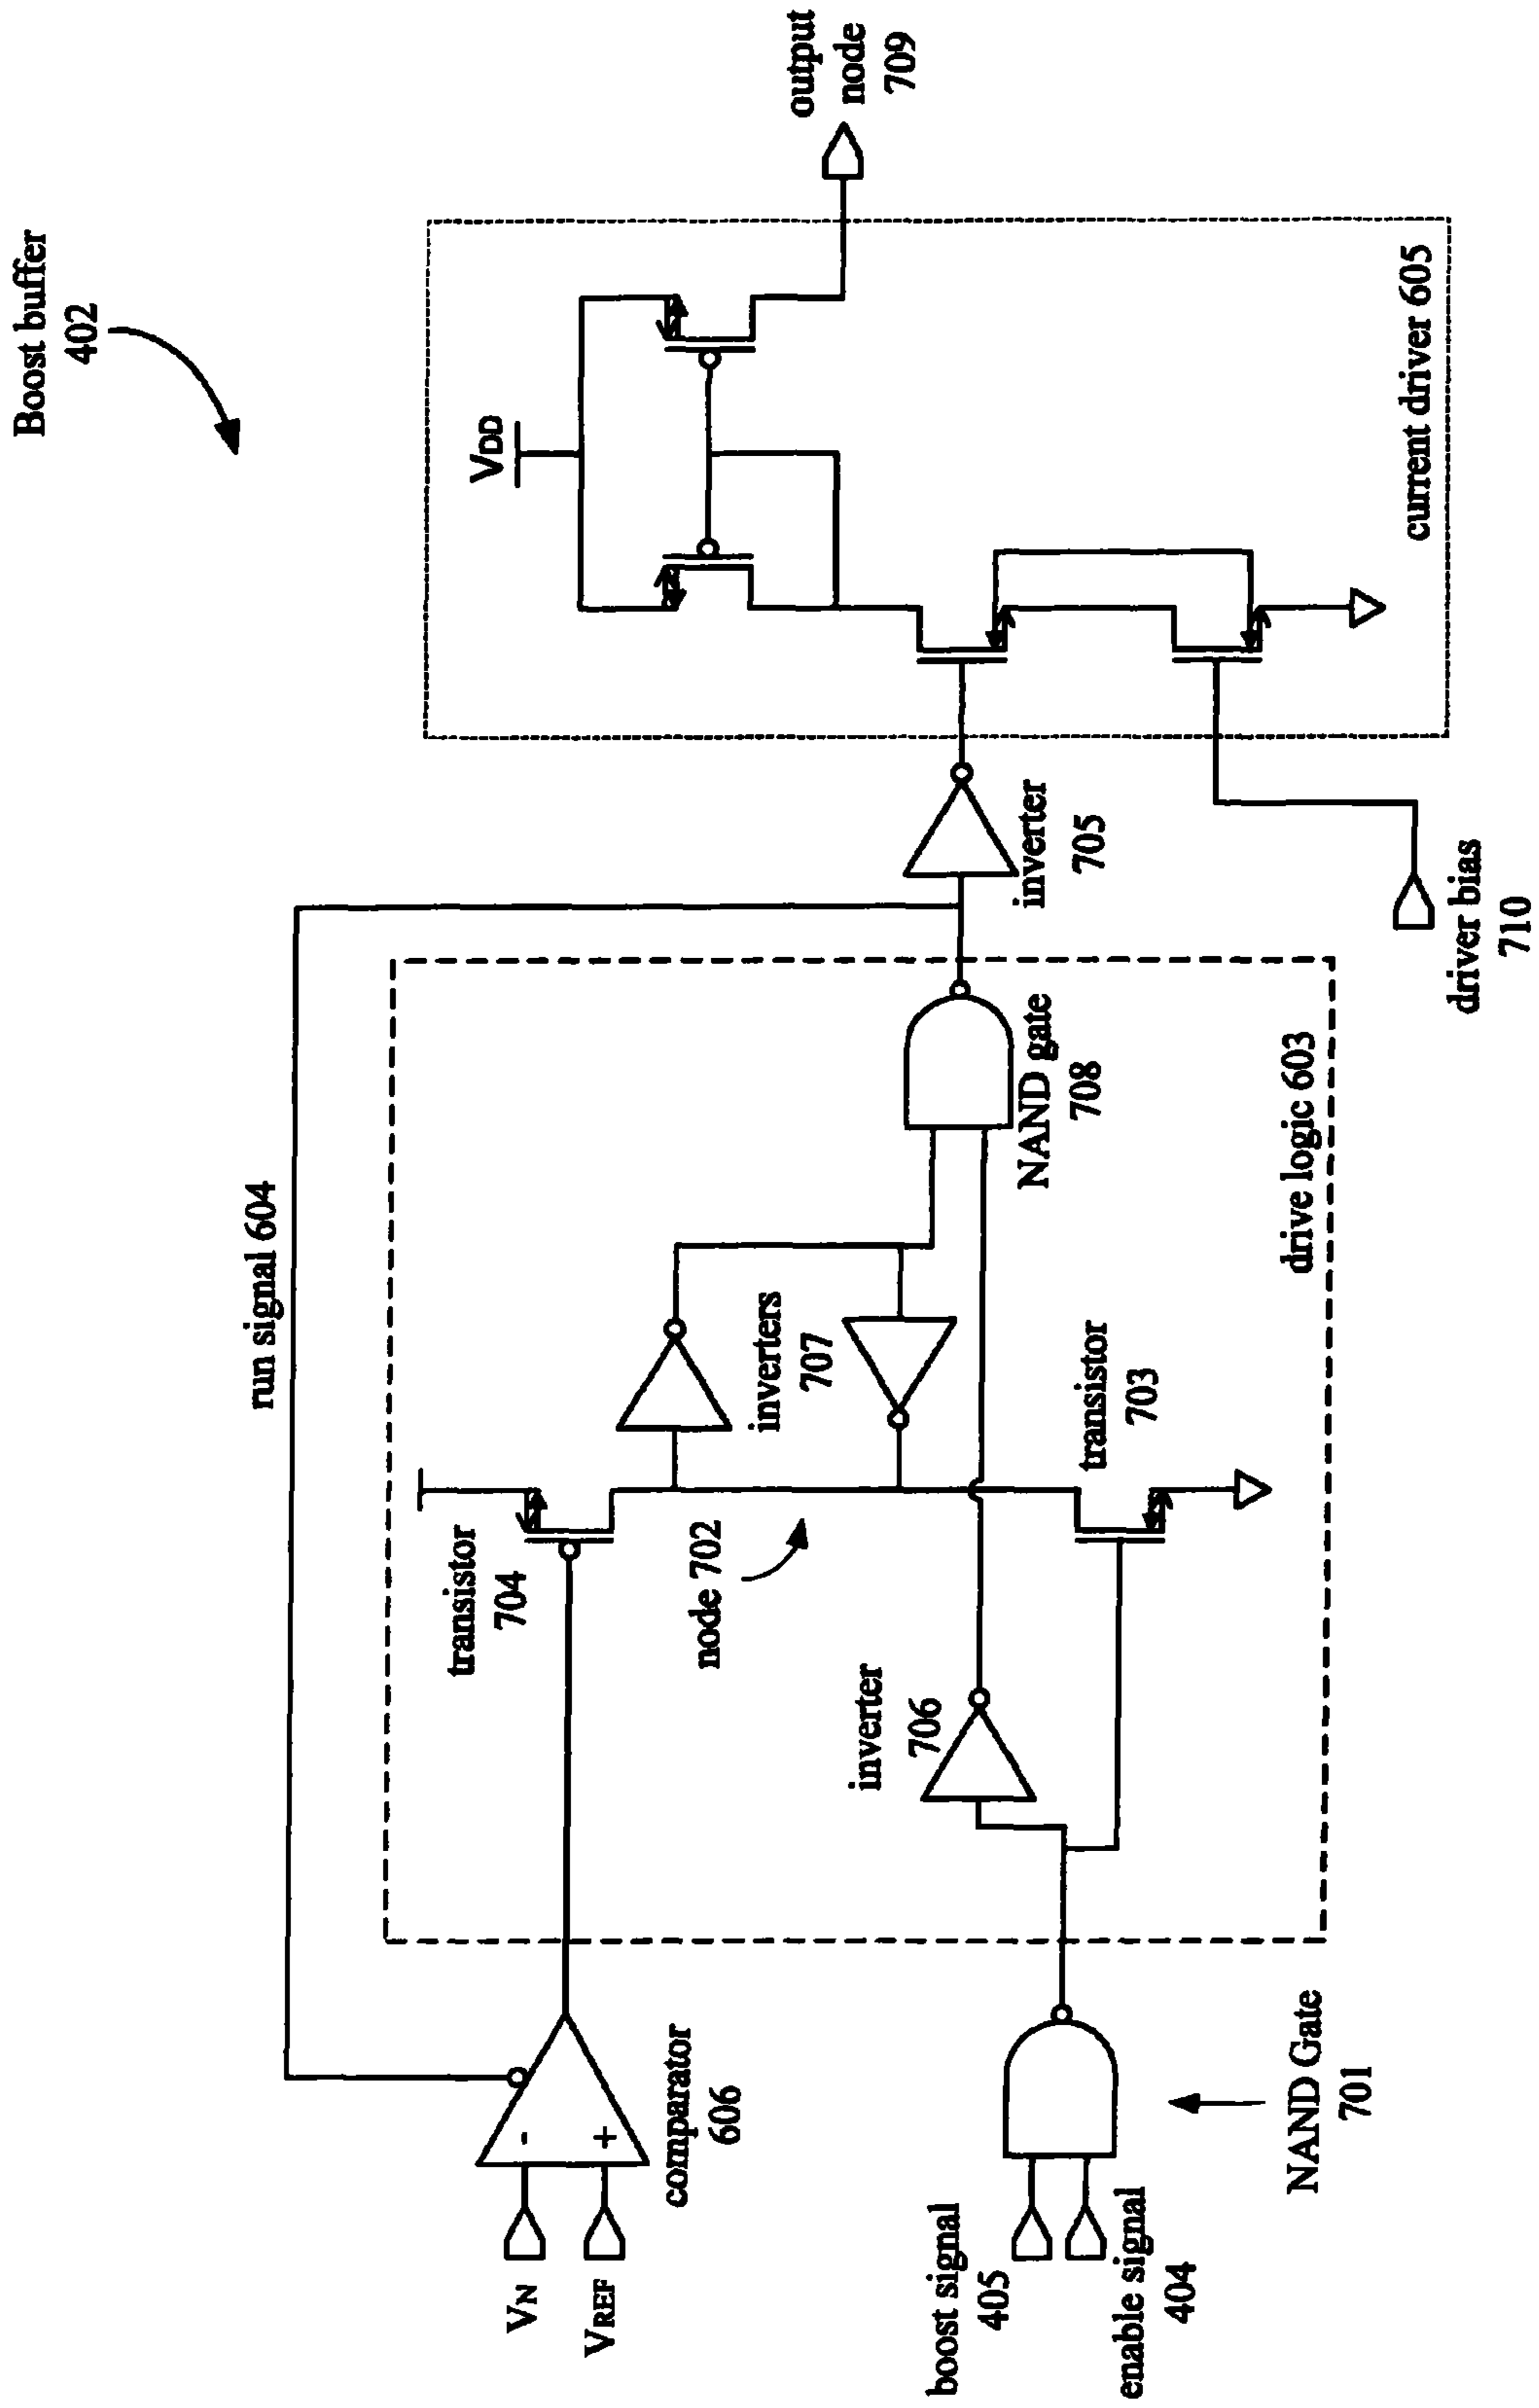 Boost buffer
402
run signal 604
VN
VREF
-
+
comparator
606
transistor
704
node 702
inverters
707
inverter
706
transistor
703
NAND gate
708
drive logic 603
boost signal
405
enable signal
404
NAND Gate
701
inverter
705
driver bias
710
VDD
current driver 605
output
node
709